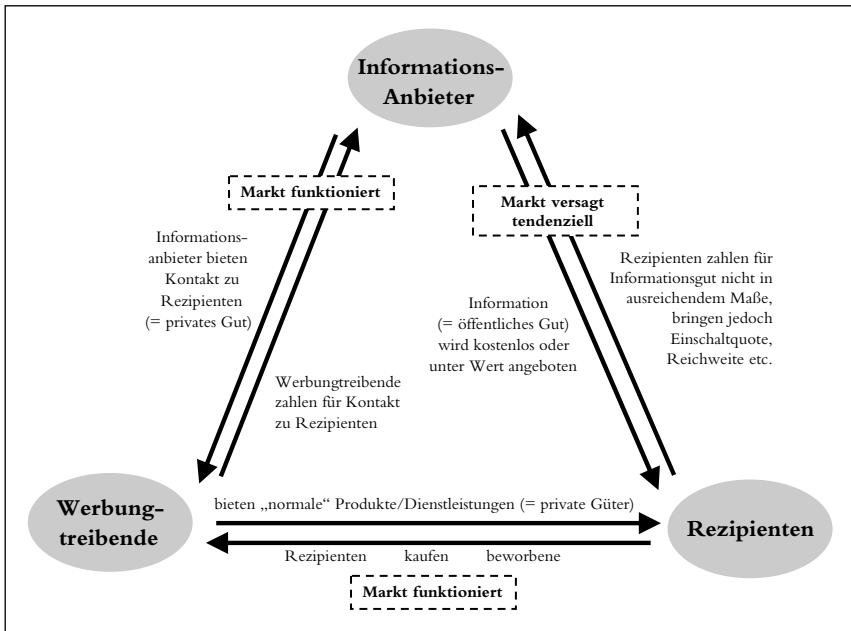 Informations-
Anbieter
Markt funktioniert
Markt versagt
tendenziell
Informations-
anbieter bieten
Kontakt zu
Rezipienten
(= privates Gut)
Rezipienten zahlen für
Informationsgut nicht in
ausreichendem Maße,
bringen jedoch
Einschaltquote,
Reichweite etc.
Information
(= öffentliches Gut)
wird kostenlos oder
unter Wert angeboten
Werbungtreibende
zahlen für Kontakt
zu Rezipienten
Werbung-
treibende
bieten „normale“ Produkte/Dienstleistungen (= private Güter)
Rezipienten
Rezipienten kaufen beworbene
Markt funktioniert